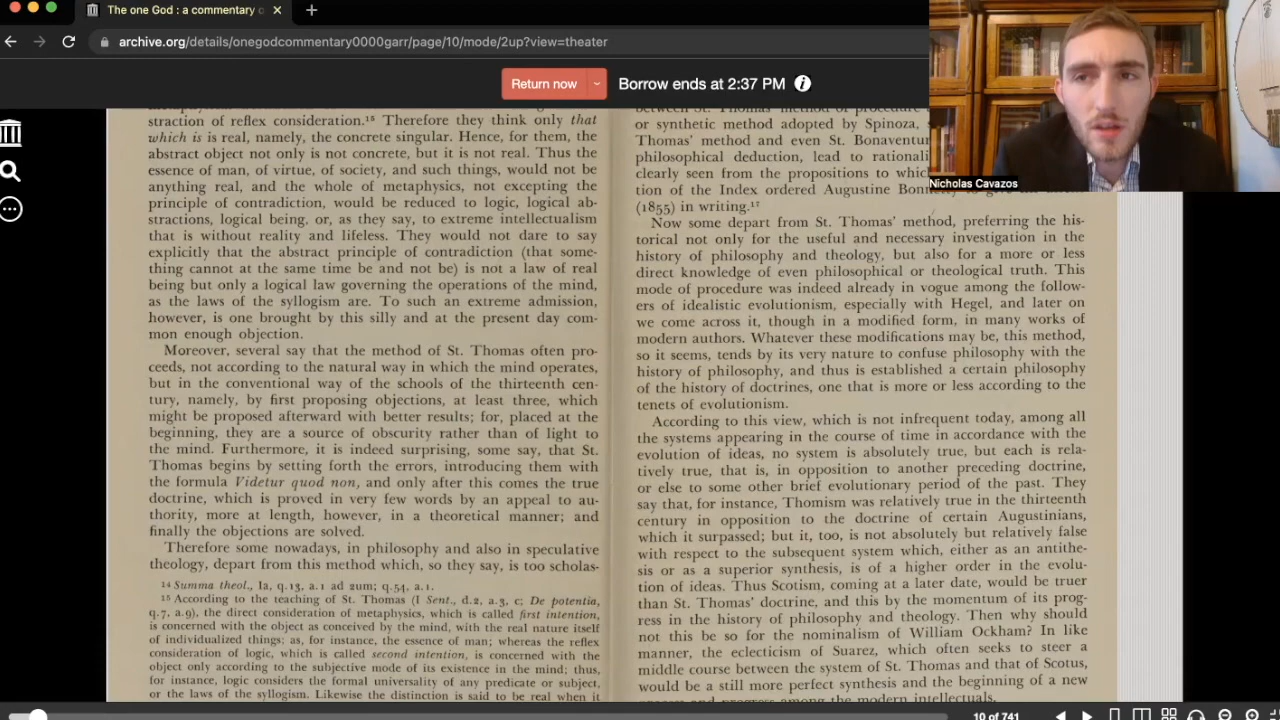 The one God : a commentary o
archive.org/details/onegodcommentary0000garr/page/10/mode/2up?view=theater
Return now
Borrow ends at 2:37 PM
Nicholas Cavazos
straction of reflex consideration.¹⁵ Therefore they think only that
which is is real, namely, the concrete singular. Hence, for them, the
abstract object not only is not concrete, but it is not real. Thus the
essence of man, of virtue, of society, and such things, would not be
anything real, and the whole of metaphysics, not excepting the
principle of contradiction, would be reduced to logic, logical ab-
stractions, logical being. or, as they say, to extreme intellectualism
that is without reality and lifeless. They would not dare to say
explicitly that the abstract principle of contradiction (that some-
thing cannot at the same time be and not be) is not a law of real
being but only a logical law governing the operations of the mind,
as the laws of the syllogism are. To such an extreme admission,
however, is one brought by this silly and at the present day com-
mon enough objection.
Moreover, several say that the method of St. Thomas often pro-
ceeds, not according to the natural way in which the mind operates,
but in the conventional way of the schools of the thirteenth cen-
tury, namely, by first proposing objections, at least three, which
might be proposed afterward with better results; for, placed at the
beginning, they are a source of obscurity rather than of light to
the mind. Furthermore, it is indeed surprising, some say, that St.
Thomas begins by setting forth the errors, introducing them with
the formula Videtur quod non, and only after this comes the true
doctrine, which is proved in very few words by an appeal to au-
thority, more at length, however, in a theoretical manner; and
finally the objections are solved.
Therefore some nowadays, in philosophy and also in speculative
theology, depart from this method which, so they say, is too scholas-
¹⁴ Summa theol., Ia, q.13, a.1 ad 2um; q.54, a.1.
¹⁵ According to the teaching of St. Thomas (I Sent., d.2, a.3, c; De potentia,
q.7, a.9), the direct consideration of metaphysics, which is called first intention,
is concerned with the object as conceived by the mind, with the real nature itself
of individualized things; as, for instance, the essence of man; whereas the reflex
consideration of logic, which is called second intention, is concerned with the
object only according to the subjective mode of its existence in the mind; thus,
for instance, logic considers the formal universality of any predicate or subject,
or the laws of the syllogism. Likewise the distinction is said to be real when it
between St. Thomas' method of procedure
or synthetic method adopted by Spinoza,
Thomas' method and even St. Bonaventur
philosophical deduction, lead to rationali
clearly seen from the propositions to whic
tion of the Index ordered Augustine Bon
(1855) in writing.¹⁷
Now some depart from St. Thomas' method, preferring the his-
torical not only for the useful and necessary investigation in the
history of philosophy and theology, but also for a more or less
direct knowledge of even philosophical or theological truth. This
mode of procedure was indeed already in vogue among the follow-
ers of idealistic evolutionism, especially with Hegel, and later on
we come across it, though in a modified form, in many works of
modern authors. Whatever these modifications may be, this method,
so it seems, tends by its very nature to confuse philosophy with the
history of philosophy, and thus is established a certain philosophy
of the history of doctrines, one that is more or less according to the
tenets of evolutionism.
According to this view, which is not infrequent today, among all
the systems appearing in the course of time in accordance with the
evolution of ideas, no system is absolutely true, but each is rela-
tively true, that is, in opposition to another preceding doctrine,
or else to some other brief evolutionary period of the past. They
say that, for instance, Thomism was relatively true in the thirteenth
century in opposition to the doctrine of certain Augustinians,
which it surpassed; but it, too, is not absolutely but relatively false
with respect to the subsequent system which, either as an antithe-
sis or as a superior synthesis, is of a higher order in the evolu-
tion of ideas. Thus Scotism, coming at a later date, would be truer
than St. Thomas' doctrine, and this by the momentum of its prog-
ress in the history of philosophy and theology. Then why should
not this be so for the nominalism of William Ockham? In like
manner, the eclecticism of Suarez, which often seeks to steer a
middle course between the system of St. Thomas and that of Scotus,
would be a still more perfect synthesis and the beginning of a new
progress among the modern intellectuals.
10 of 741